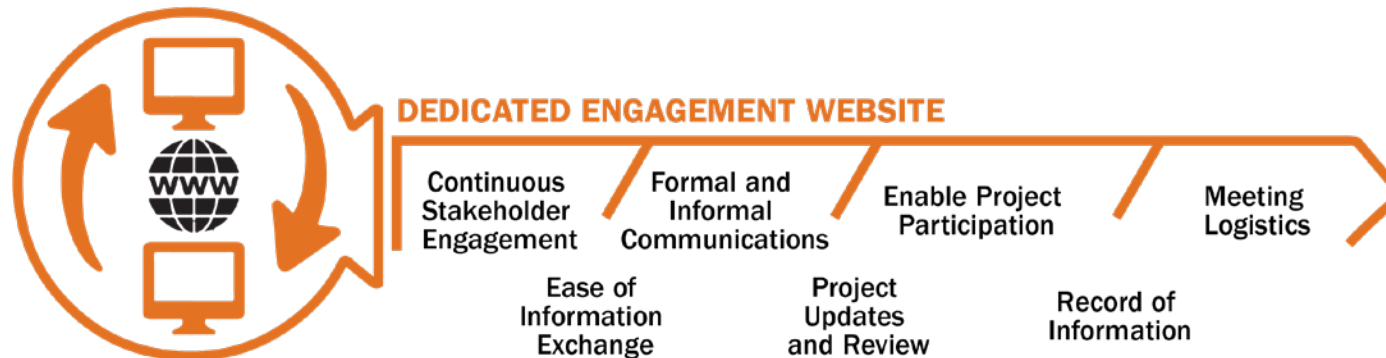 WWW
DEDICATED ENGAGEMENT WEBSITE
Continuous
Stakeholder
Engagement
Formal and
Informal
Communications
Enable Project
Participation
Meeting
Logistics
Ease of
Information
Exchange
Project
Updates
and Review
Record of
Information